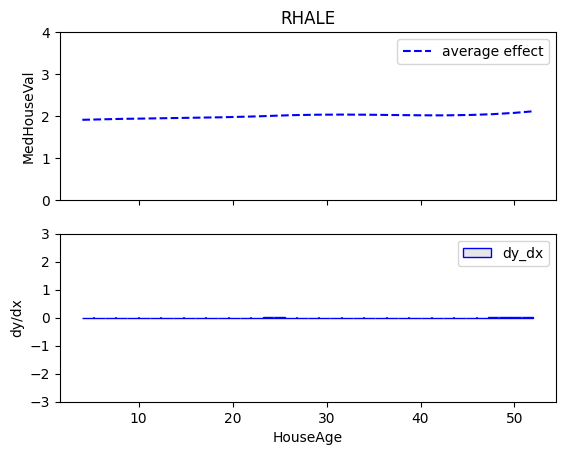 RHALE
average effect
MedHouseVal
4
3
2
1
0
dy_dx
dy/dx
3
2
1
0
−1
−2
−3
10 20 30 40 50
HouseAge